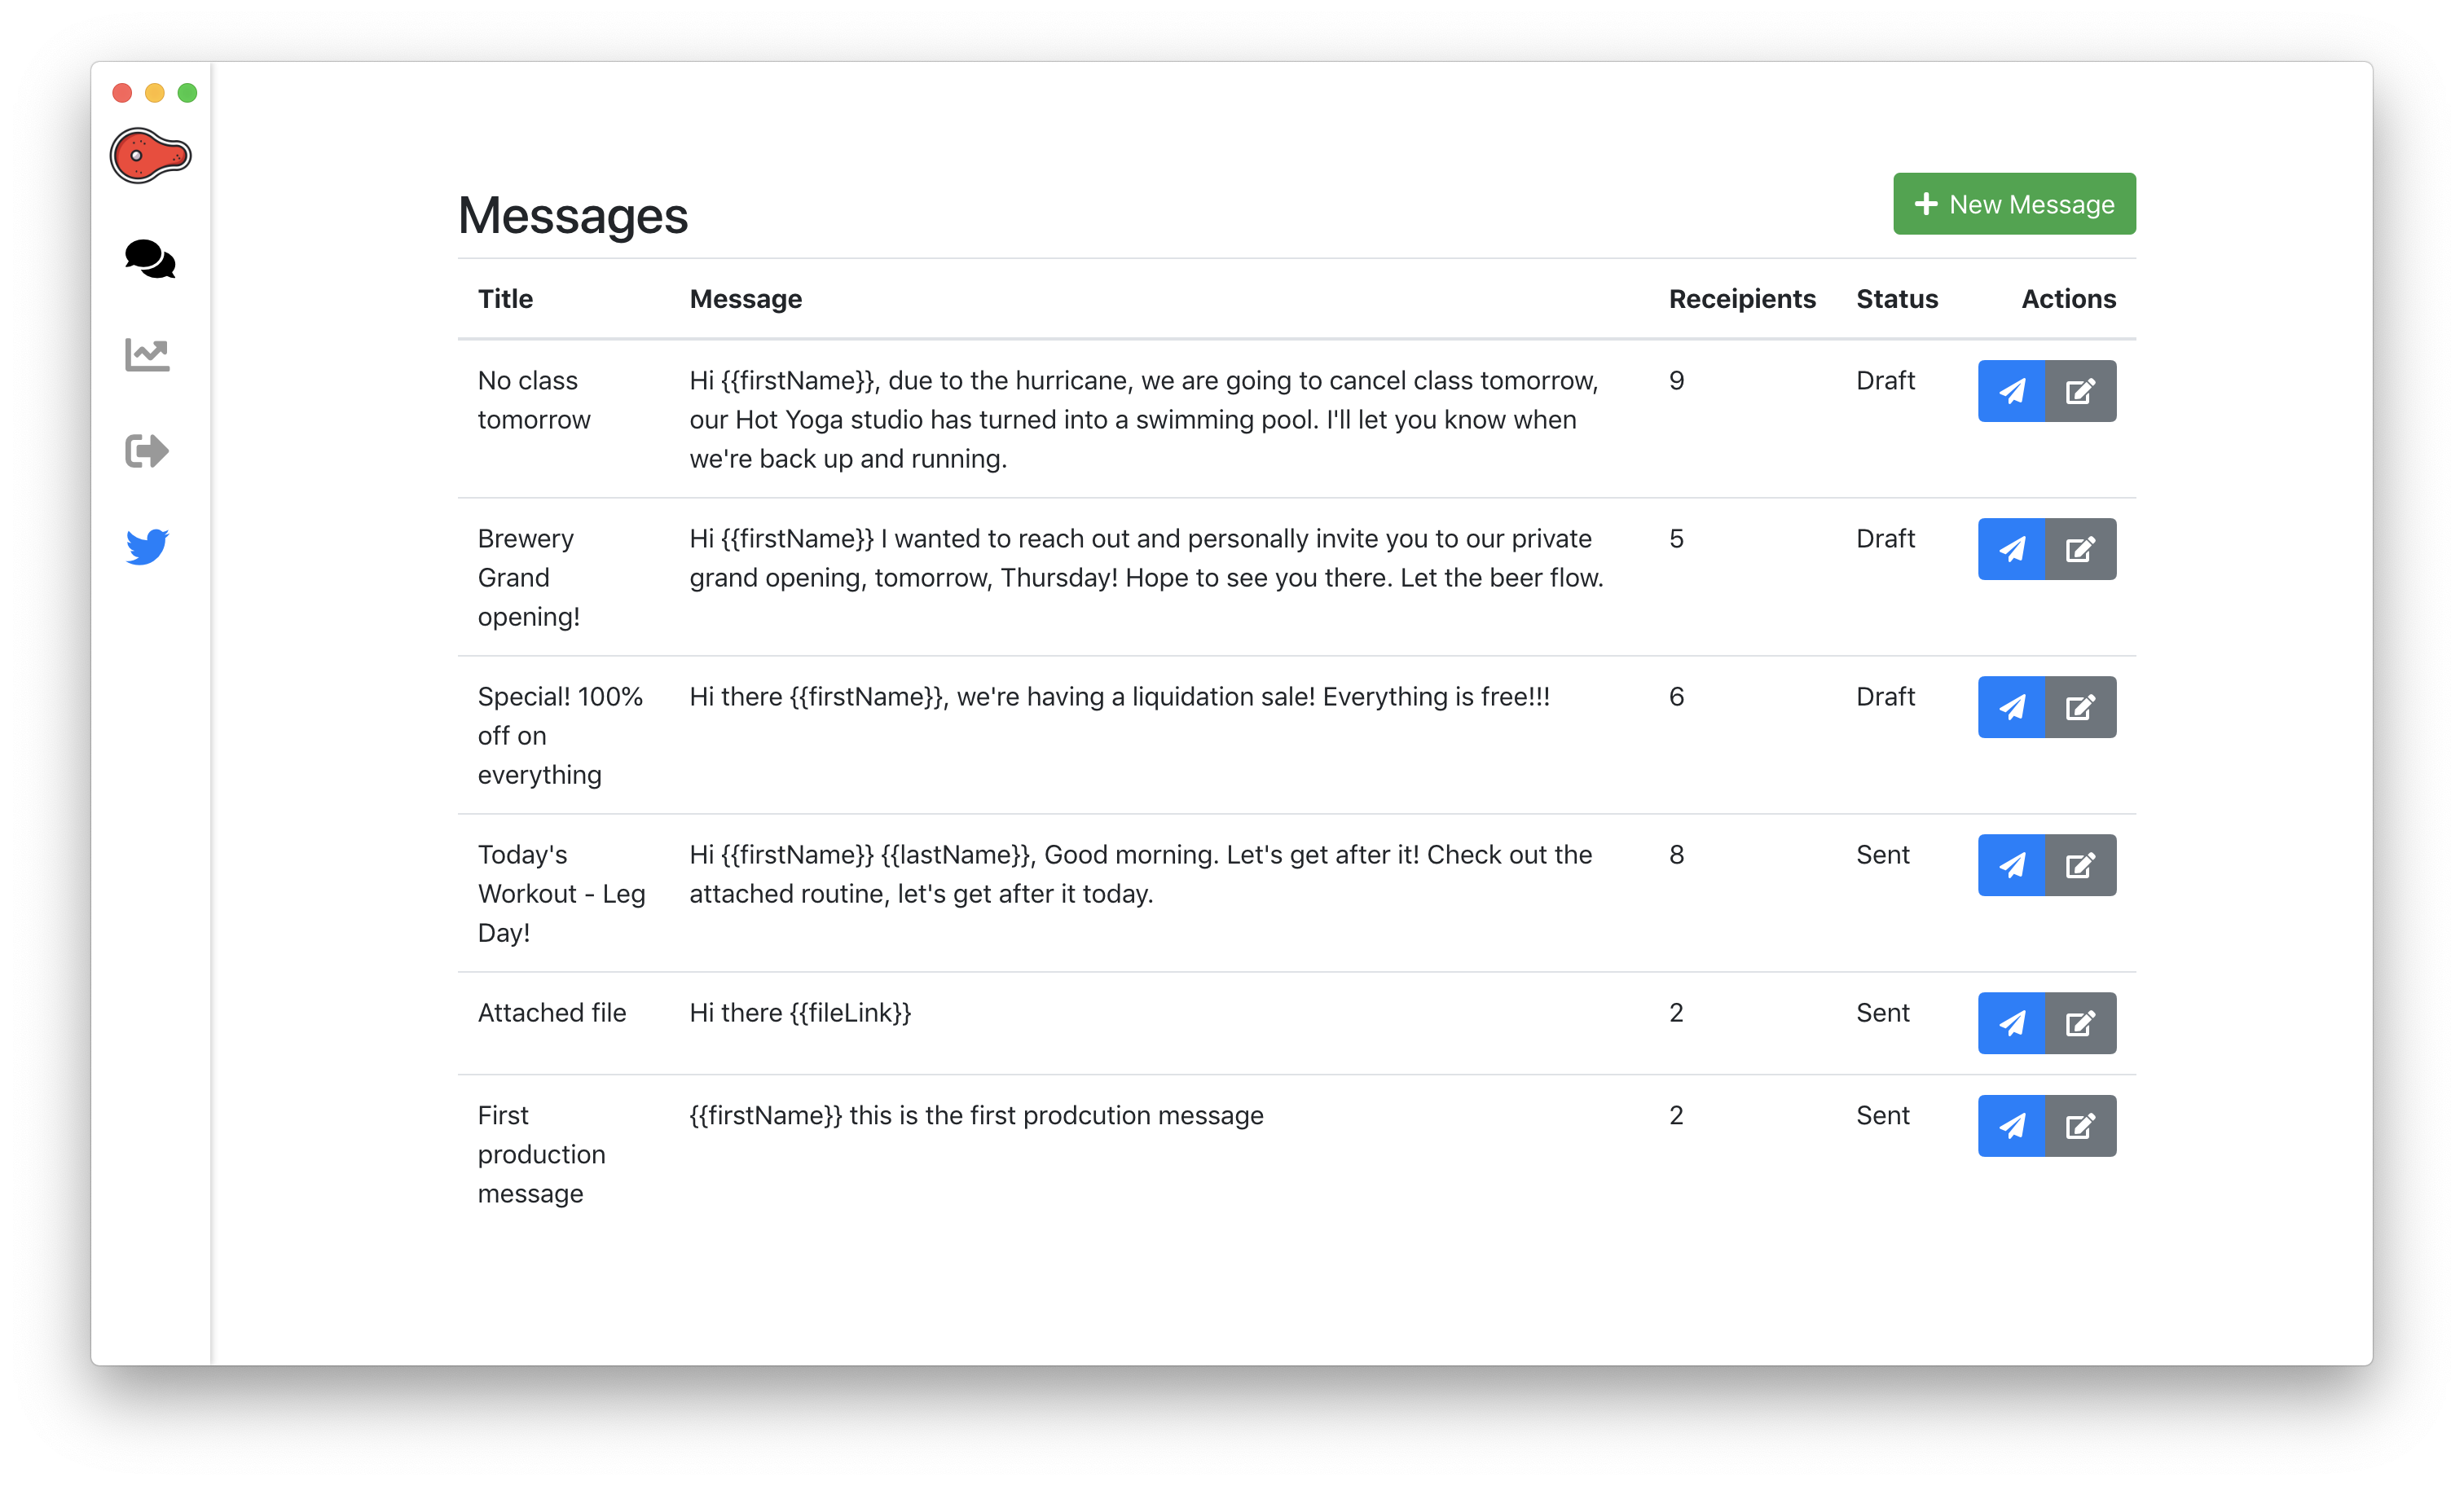 Messages
New Message
Title Message Receipients Status Actions
No class Hi {{firstName}}, due to the hurricane, we are going to cancel class tomorrow, 9 Draft
tomorrow our Hot Yoga studio has turned into a swimming pool. I'll let you know when
we're back up and running.
Brewery Hi {{firstName}} I wanted to reach out and personally invite you to our private 5 Draft
Grand grand opening, tomorrow, Thursday! Hope to see you there. Let the beer flow.
opening!
Special! 100% Hi there {{firstName}}, we're having a liquidation sale! Everything is free!!! 6 Draft
off on
everything
Today's Hi {{firstName}} {{lastName}}, Good morning. Let's get after it! Check out the 8 Sent
Workout - Leg attached routine, let's get after it today.
Day!
Attached file Hi there {{fileLink}} 2 Sent
First {{firstName}} this is the first prodcution message 2 Sent
production
message